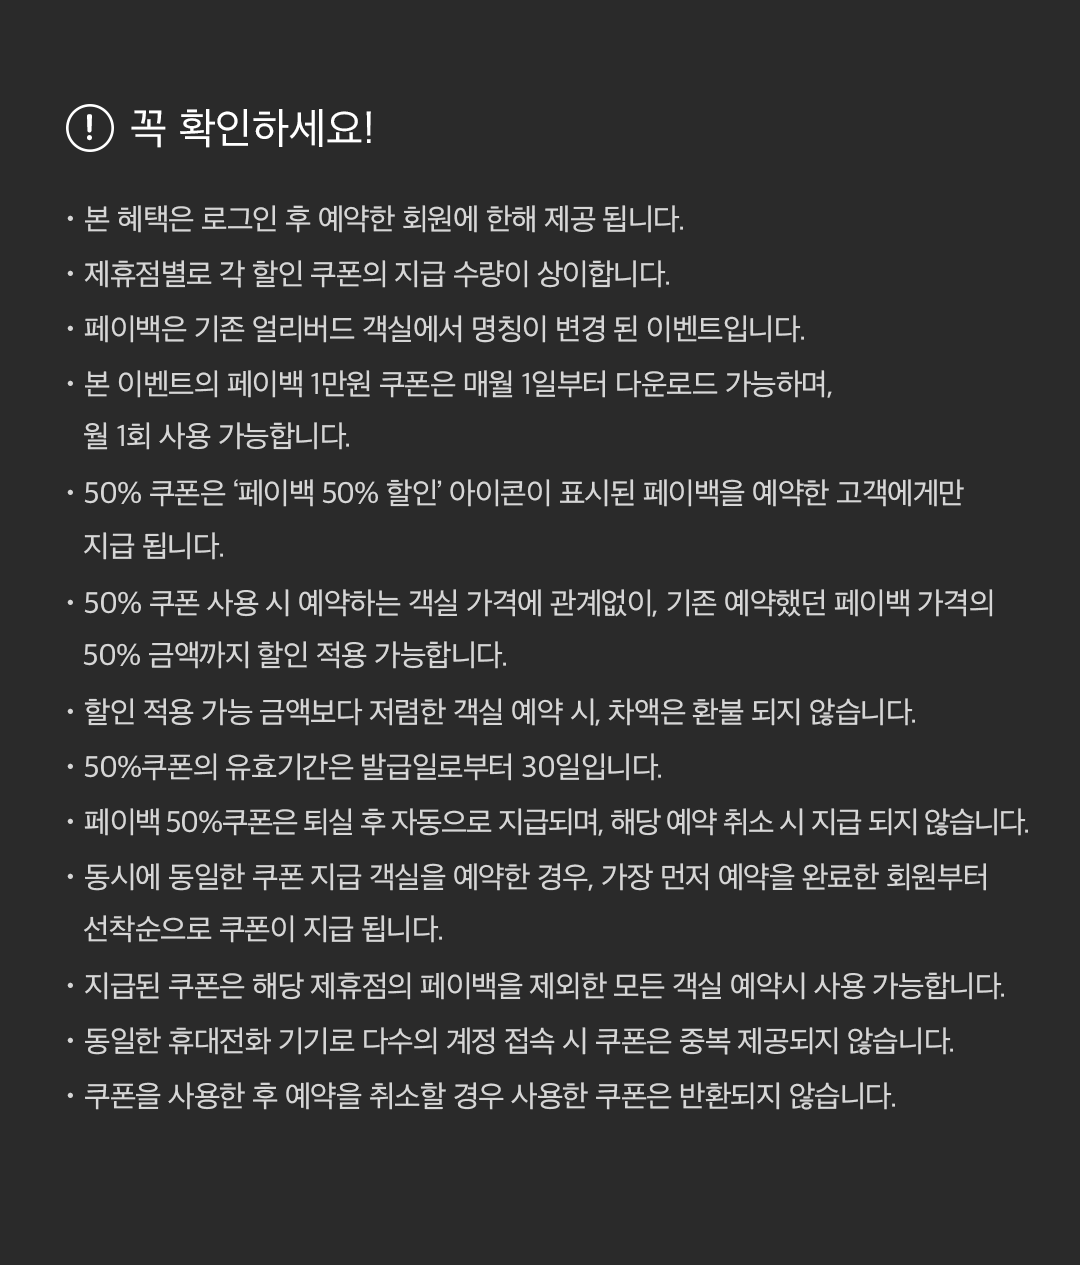 꼭 확인하세요!
· 본 혜택은 로그인 후 예약한 회원에 한해 제공 됩니다.
· 제휴점별로 각 할인 쿠폰의 지급 수량이 상이합니다.
· 페이백은 기존 얼리버드 객실에서 명칭이 변경 된 이벤트입니다.
· 본 이벤트의 페이백 1만원 쿠폰은 매월 1일부터 다운로드 가능하며,
월 1회 사용 가능합니다.
· 50% 쿠폰은 ‘페이백 50% 할인’ 아이콘이 표시된 페이백을 예약한 고객에게만
지급 됩니다.
· 50% 쿠폰 사용 시 예약하는 객실 가격에 관계없이, 기존 예약했던 페이백 가격의
50% 금액까지 할인 적용 가능합니다.
· 할인 적용 가능 금액보다 저렴한 객실 예약 시, 차액은 환불 되지 않습니다.
· 50%쿠폰의 유효기간은 발급일로부터 30일입니다.
· 페이백 50%쿠폰은 퇴실 후 자동으로 지급되며, 해당 예약 취소 시 지급 되지 않습니다.
· 동시에 동일한 쿠폰 지급 객실을 예약한 경우, 가장 먼저 예약을 완료한 회원부터
선착순으로 쿠폰이 지급 됩니다.
· 지급된 쿠폰은 해당 제휴점의 페이백을 제외한 모든 객실 예약시 사용 가능합니다.
· 동일한 휴대전화 기기로 다수의 계정 접속 시 쿠폰은 중복 제공되지 않습니다.
· 쿠폰을 사용한 후 예약을 취소할 경우 사용한 쿠폰은 반환되지 않습니다.